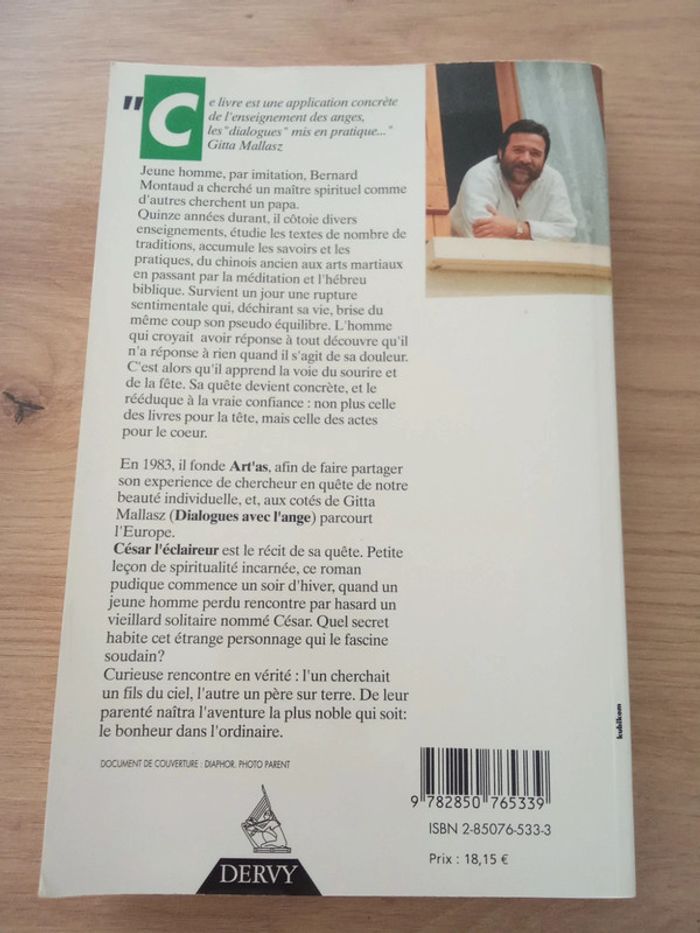 "Ce livre est une application concrète
de l'enseignement des anges,
les "dialogues" mis en pratique..."
Gitta Mallasz
Jeune homme, par imitation, Bernard
Montaud a cherché un maître spirituel comme
d'autres cherchent un papa.
Quinze années durant, il côtoie divers
enseignements, étudie les textes de nombre de
traditions, accumule les savoirs et les
pratiques, du chinois ancien aux arts martiaux
en passant par la méditation et l'hébreu
biblique. Survient un jour une rupture
sentimentale qui, déchirant sa vie, brise du
même coup son pseudo équilibre. L'homme
qui croyait avoir réponse à tout découvre qu'il
n'a réponse à rien quand il s'agit de sa douleur.
C'est alors qu'il apprend la voie du sourire et
de la fête. Sa quête devient concrète, et le
rééduque à la vraie confiance : non plus celle
des livres pour la tête, mais celle des actes
pour le coeur.
En 1983, il fonde Art'as, afin de faire partager
son experience de chercheur en quête de notre
beauté individuelle, et, aux cotés de Gitta
Mallasz (Dialogues avec l'ange) parcourt
l'Europe.
César l'éclaireur est le récit de sa quête. Petite
leçon de spiritualité incarnée, ce roman
pudique commence un soir d'hiver, quand un
jeune homme perdu rencontre par hasard un
vieillard solitaire nommé César. Quel secret
habite cet étrange personnage qui le fascine
soudain?
Curieuse rencontre en vérité : l'un cherchait
un fils du ciel, l'autre un père sur terre. De leur
parenté naîtra l'aventure la plus noble qui soit:
le bonheur dans l'ordinaire.
DOCUMENT DE COUVERTURE : DIAPHOR. PHOTO PARENT
kubikom
9 782850 765339
ISBN 2-85076-533-3
Prix : 18,15 €
DERVY